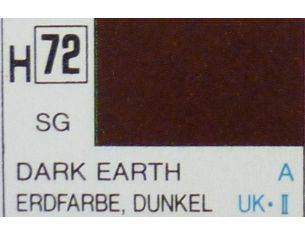 H 72
SG
DARK EARTH A
ERDFARBE, DUNKEL UK・Ⅱ